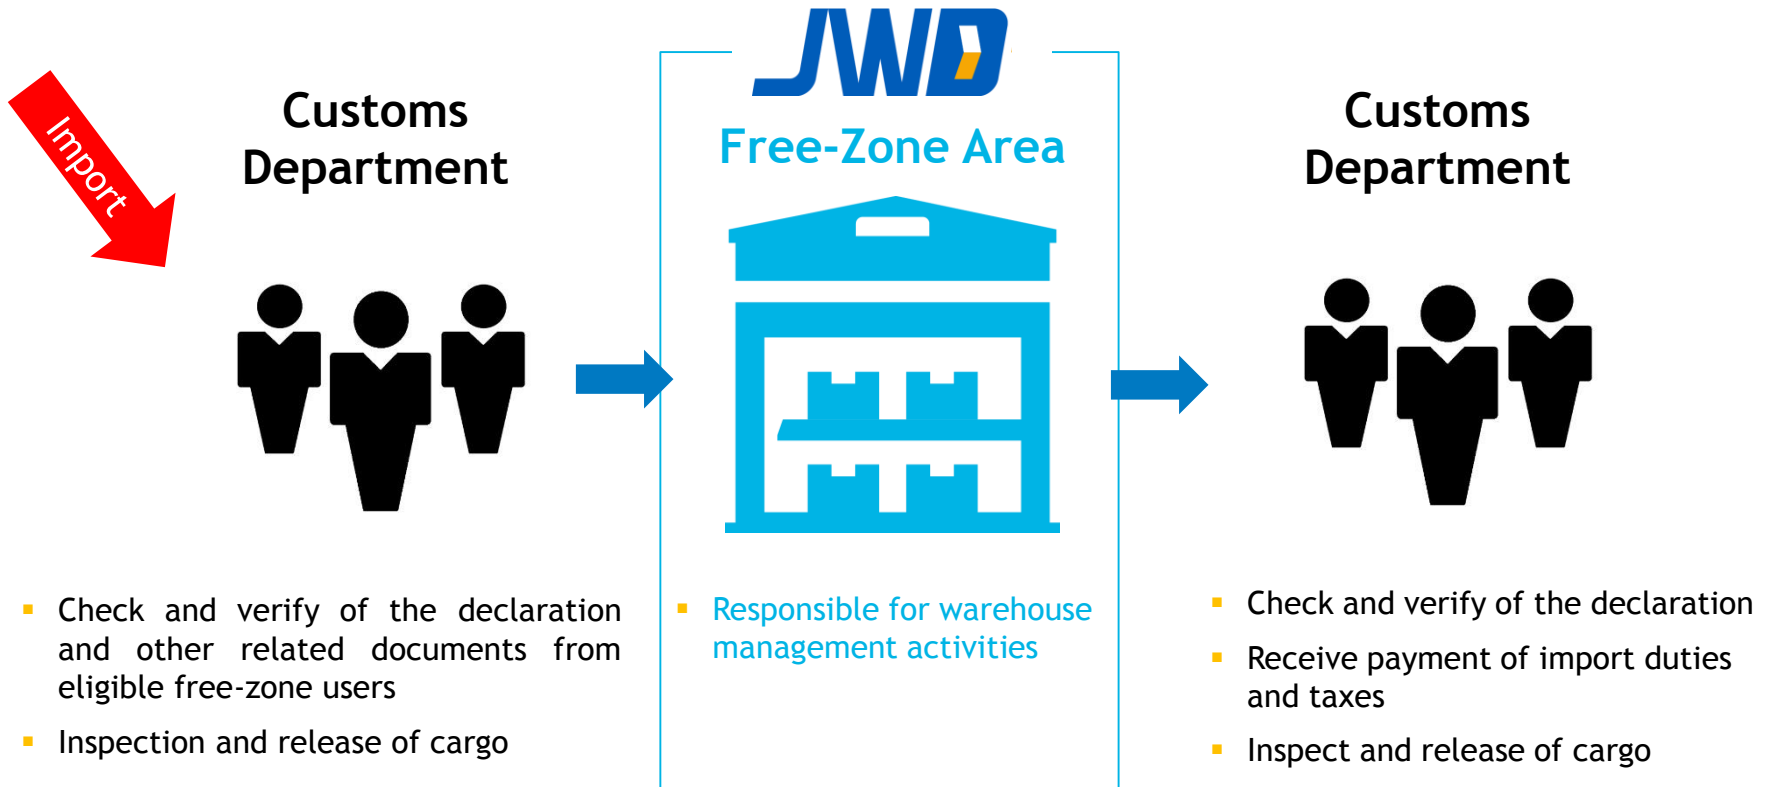 Import
Customs
Department
JWD
Free-Zone Area
Customs
Department
Check and verify of the declaration
and other related documents from
eligible free-zone users
Inspection and release of cargo
Responsible for warehouse
management activities
Check and verify of the declaration
Receive payment of import duties
and taxes
Inspect and release of cargo